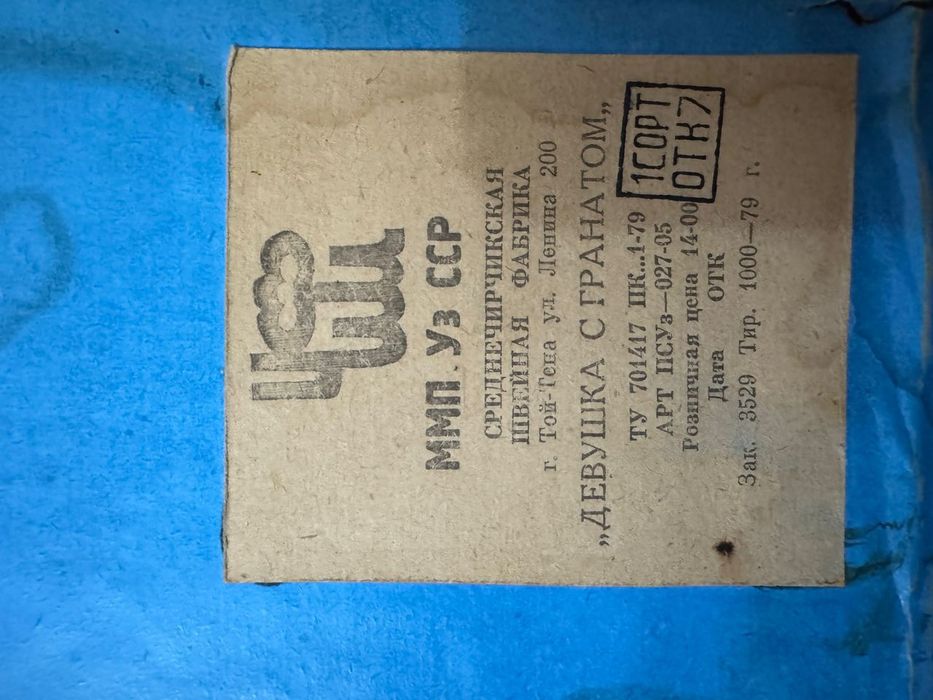 ММП Уз ССР
СРЕДНЕЧИРЧИКСКАЯ
ШВЕЙНАЯ ФАБРИКА
г. Той-Тепа ул. Ленина 200
„ДЕВУШКА С ГРАНАТОМ„
ТУ 701417 ПК...1-79
АРТ ПСУз—027-05
Розничная цена 14-00
Дата ОТК
Зак. 3529 Тир. 1000—79 г.
1СОРТ
ОТК7